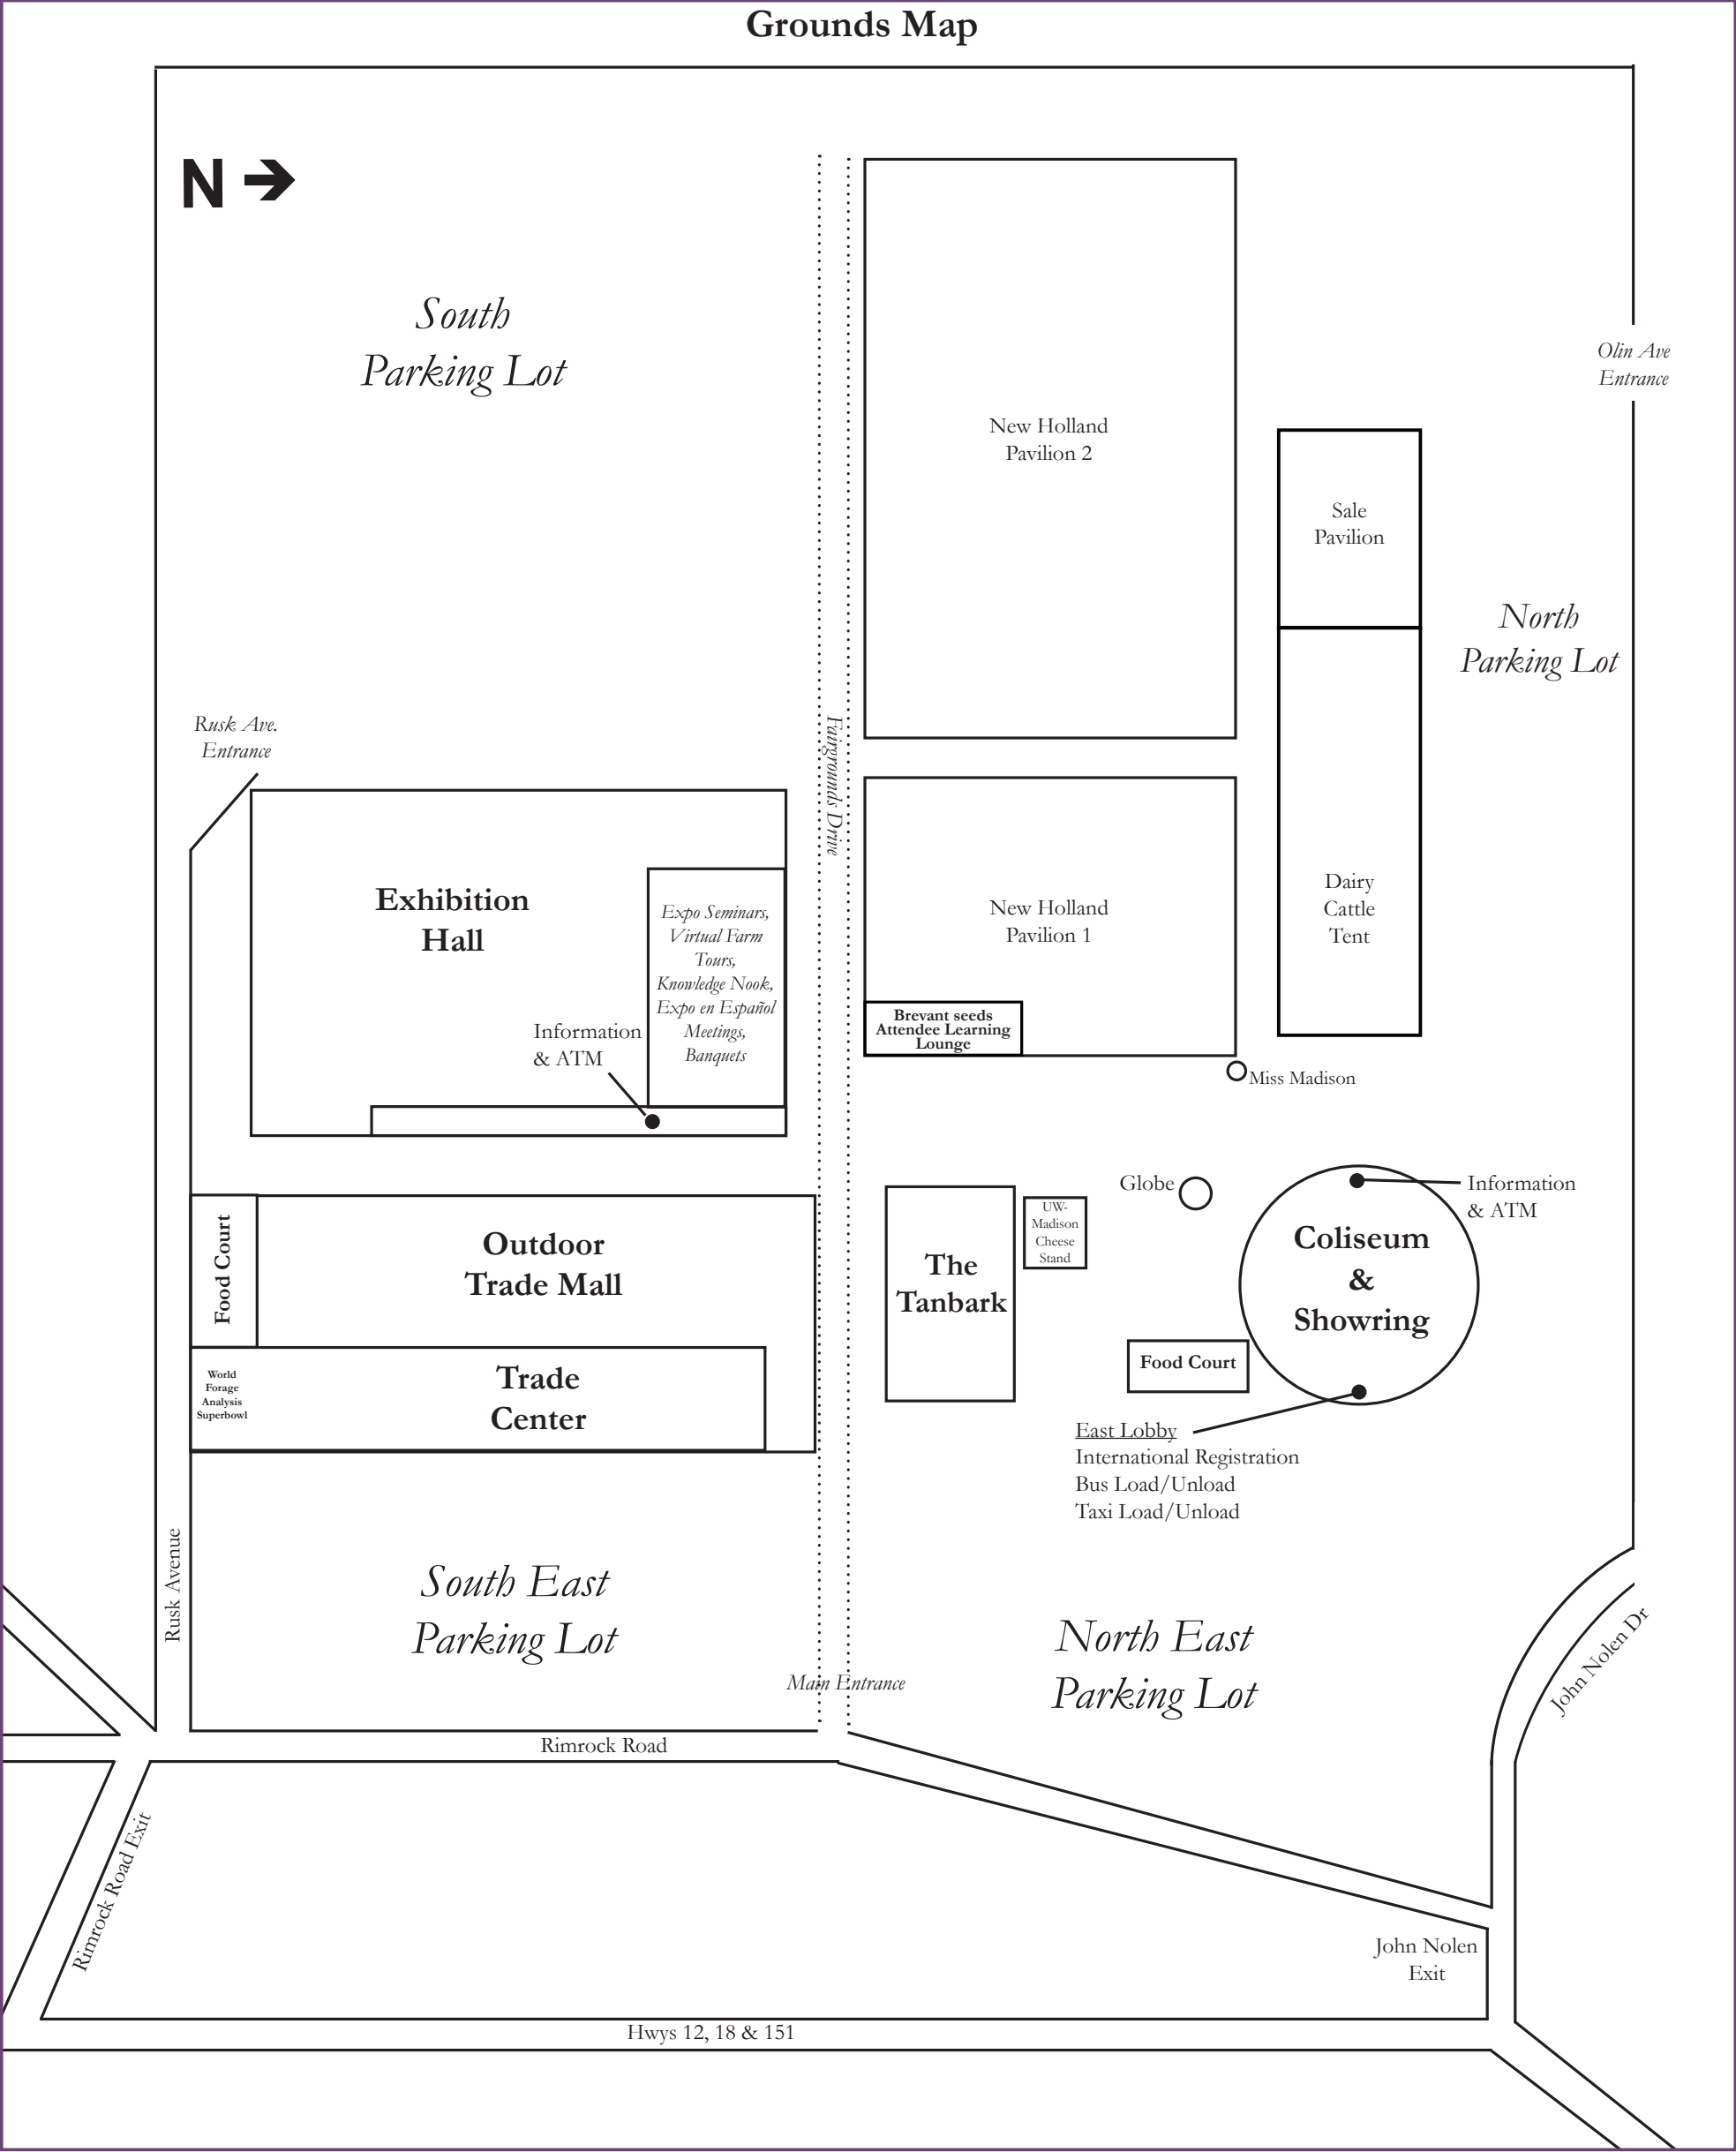 Grounds Map
N
South
Parking Lot
New Holland
Pavilion 2
Olin Ave
Entrance
Sale
Pavilion
North
Parking Lot
Rusk Ave.
Entrance
Fairgrounds Drive
Exhibition
Hall
Expo Seminars,
Virtual Farm
Tours,
Knowledge Nook,
Expo en Español
Meetings,
Banquets
Information
& ATM
New Holland
Pavilion 1
Brevant seeds
Attendee Learning
Lounge
Dairy
Cattle
Tent
Miss Madison
Food Court
Outdoor
Trade Mall
World
Forage
Analysis
Superbowl
Trade
Center
The
Tanbark
UW-
Madison
Cheese
Stand
Globe
Information
& ATM
Coliseum
&
Showring
Food Court
East Lobby
International Registration
Bus Load/Unload
Taxi Load/Unload
Rusk Avenue
South East
Parking Lot
Main Entrance
North East
Parking Lot
John Nolen Dr
Rimrock Road
Rimrock Road Exit
John Nolen
Exit
Hwys 12, 18 & 151